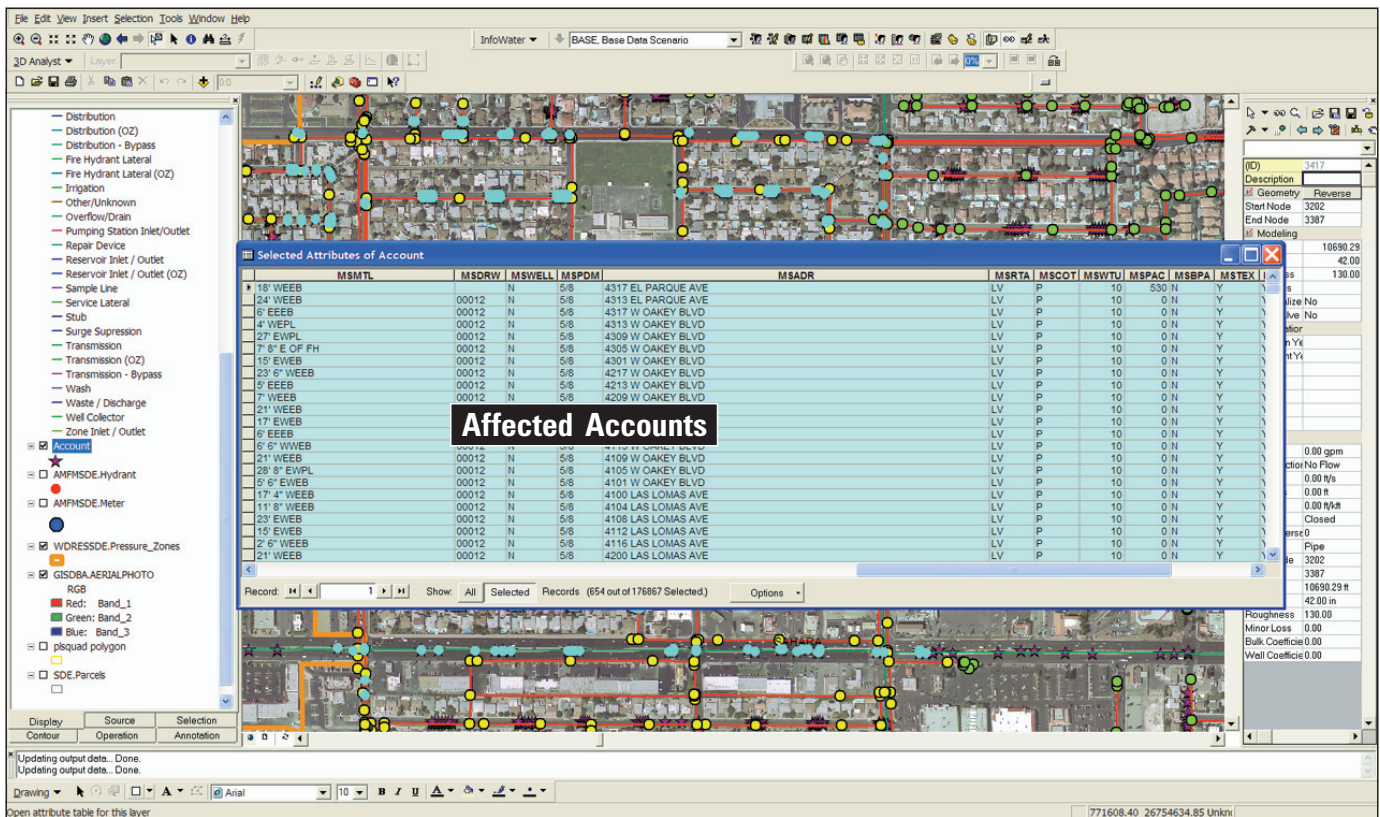 File Edit View Insert Selection Tools Window Help
InfoWater BASE, Base Data Scenario
3D Analyst Layer:
0%
0.0
Distribution
Distribution (OZ)
Distribution - Bypass
Fire Hydrant Lateral
Fire Hydrant Lateral (OZ)
Irrigation
Other/Unknown
Overflow/Drain
Pumping Station Inlet/Outlet
Repair Device
Reservoir Inlet / Outlet
Reservoir Inlet / Outlet (OZ)
Sample Line
Service Lateral
Stub
Surge Supression
Transmission
Transmission (OZ)
Transmission - Bypass
Wash
Waste / Discharge
Well Collector
Zone Inlet / Outlet
Account
AMFMSDE.Hydrant
AMFMSDE.Meter
WDRESSDE.Pressure_Zones
GISDBA.AERIALPHOTO
RGB
Red: Band_1
Green: Band_2
Blue: Band_3
plsquad polygon
SDE.Parcels
Display Source Selection
Contour Operation Annotation
Selected Attributes of Account
MSMTL MSDRW MSWELL MSPDM MSADR MSRTA MSCOT MSWTU MSPAC MSBPA MSTEX
18' WEEB N 5/8 4317 EL PARQUE AVE LV P 10 530 N Y
24' WEEB 00012 N 5/8 4313 EL PARQUE AVE LV P 10 0 N Y
6' EEEB 00012 N 5/8 4317 W OAKEY BLVD LV P 10 0 N Y
4' WEPL 00012 N 5/8 4313 W OAKEY BLVD LV P 10 0 N Y
27' EWPL 00012 N 5/8 4309 W OAKEY BLVD LV P 10 0 N Y
7' 8" E OF FH 00012 N 5/8 4305 W OAKEY BLVD LV P 10 0 N Y
15' EWEB 00012 N 5/8 4301 W OAKEY BLVD LV P 10 0 N Y
23' 6" WEEB 00012 N 5/8 4217 W OAKEY BLVD LV P 10 0 N Y
5' EEEB 00012 N 5/8 4213 W OAKEY BLVD LV P 10 0 N Y
7' WEEB 00012 N 5/8 4209 W OAKEY BLVD LV P 10 0 N Y
21' WEEB LV P 10 0 N Y
17' EWEB LV P 10 0 N Y
6' EEEB LV P 10 0 N Y
Affected Accounts
6' 6" WWEB LV P 10 0 N Y
21' WEEB 00012 N 5/8 4109 W OAKEY BLVD LV P 10 0 N Y
28' 8" EWPL 00012 N 5/8 4105 W OAKEY BLVD LV P 10 0 N Y
5' 6" EWEB 00012 N 5/8 4101 W OAKEY BLVD LV P 10 0 N Y
17' 4" WEEB 00012 N 5/8 4100 LAS LOMAS AVE LV P 10 0 N Y
11' 8" WEEB 00012 N 5/8 4104 LAS LOMAS AVE LV P 10 0 N Y
23' EWEB 00012 N 5/8 4108 LAS LOMAS AVE LV P 10 0 N Y
15' EWEB 00012 N 5/8 4112 LAS LOMAS AVE LV P 10 0 N Y
2' 6" WEEB 00012 N 5/8 4116 LAS LOMAS AVE LV P 10 0 N Y
21' WEEB 00012 N 5/8 4200 LAS LOMAS AVE LV P 10 0 N Y
Record: 1 Show: All Selected Records (654 out of 176867 Selected.) Options
SAHARA
(ID) 3417
Description
Geometry Reverse
Start Node 3202
End Node 3387
Modeling
10690.29
42.00
130.00
No
No
0.00 gpm
No Flow
0.00 ft/s
0.00 ft
0.00 ft/kft
Closed
0
Pipe
3202
3387
10690.29 ft
42.00 in
Roughness 130.00
Minor Loss 0.00
Bulk Coefficie 0.00
Wall Coefficie 0.00
Updating output data... Done.
Updating output data... Done.
Drawing Arial 10 B I U A
Open attribute table for this layer 771608.40 26754634.85 Unkn